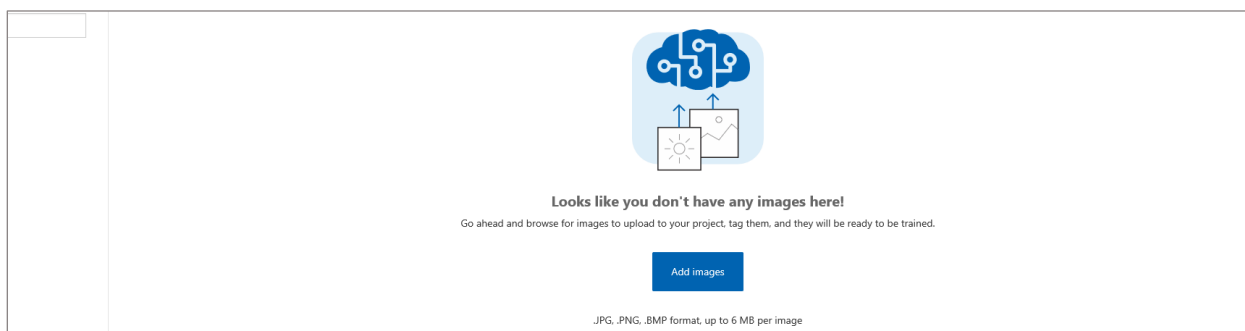 Looks like you don't have any images here!
Go ahead and browse for images to upload to your project, tag them, and they will be ready to be trained.
Add images
.JPG, .PNG, .BMP format, up to 6 MB per image